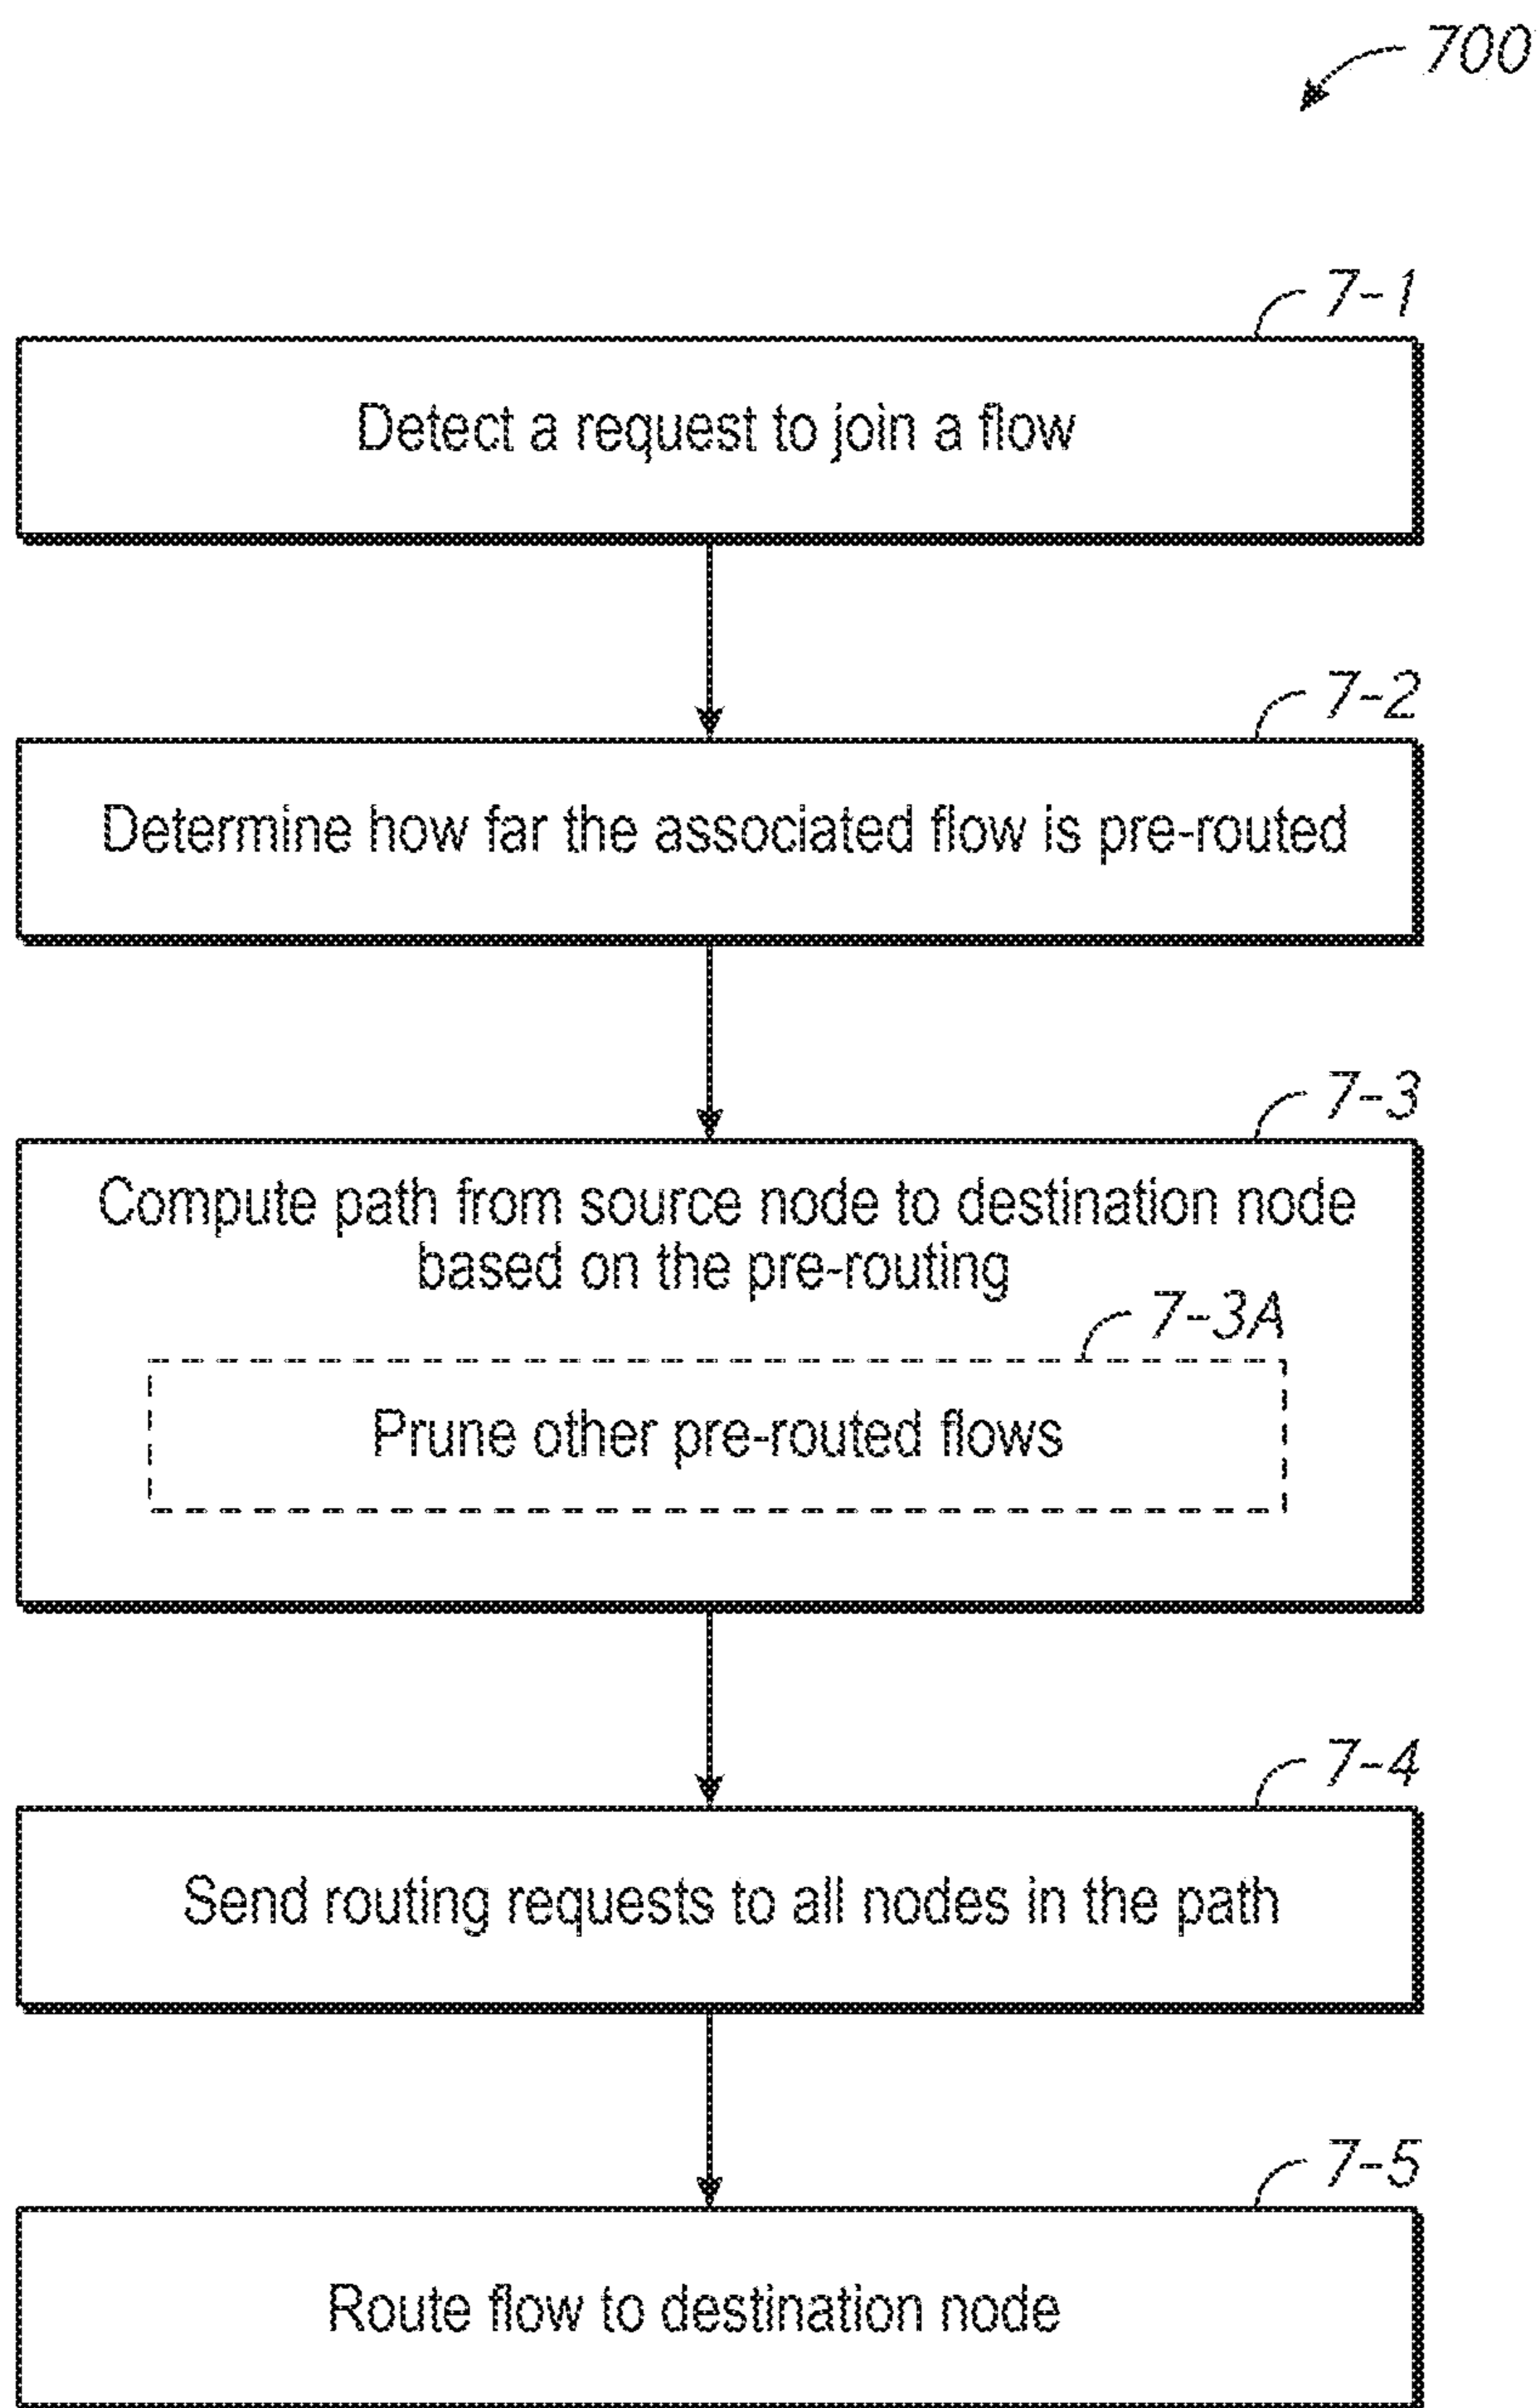 700
7-1
Detect a request to join a flow
7-2
Determine how far the associated flow is pre-routed
7-3
Compute path from source node to destination node
based on the pre-routing
7-3A
Prune other pre-routed flows
7-4
Send routing requests to all nodes in the path
7-5
Route flow to destination node